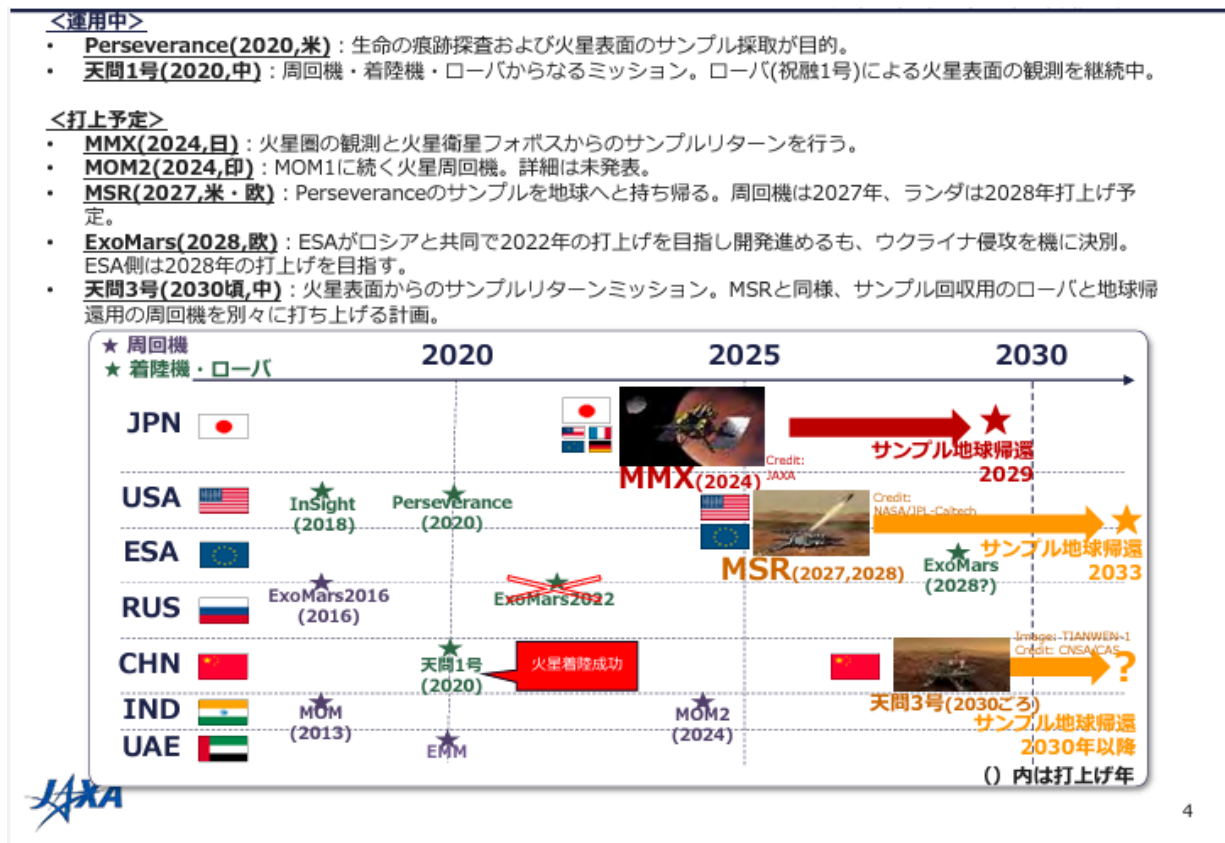 <運用中>
• Perseverance(2020,米)：生命の痕跡探査および火星表面のサンプル採取が目的。
• 天問1号(2020,中)：周回機・着陸機・ローバからなるミッション。ローバ(祝融1号)による火星表面の観測を継続中。
<打上予定>
• MMX(2024,日)：火星圏の観測と火星衛星フォボスからのサンプルリターンを行う。
• MOM2(2024,印)：MOM1に続く火星周回機。詳細は未発表。
• MSR(2027,米・欧)：Perseveranceのサンプルを地球へと持ち帰る。周回機は2027年、ランダは2028年打上げ予
定。
• ExoMars(2028,欧)：ESAがロシアと共同で2022年の打上げを目指し開発進めるも、ウクライナ侵攻を機に決別。
ESA側は2028年の打上げを目指す。
• 天問3号(2030頃,中)：火星表面からのサンプルリターンミッション。MSRと同様、サンプル回収用のローバと地球帰
還用の周回機を別々に打ち上げる計画。
★ 周回機
★ 着陸機・ローバ
2020
2025
2030
JPN
MMX(2024)
Credit:
JAXA
サンプル地球帰還
2029
USA
InSight
(2018)
Perseverance
(2020)
Credit:
NASA/JPL-Caltech
MSR(2027,2028)
サンプル地球帰還
2033
ESA
ExoMars
(2028?)
ExoMars2016
(2016)
ExoMars2022
RUS
CHN
天問1号
(2020)
火星着陸成功
Image: TIANWEN-1
Credit: CNSA/CAS
?
天問3号(2030ごろ)
サンプル地球帰還
2030年以降
IND
MOM
(2013)
MOM2
(2024)
UAE
EMM
（）内は打上げ年
JAXA
4